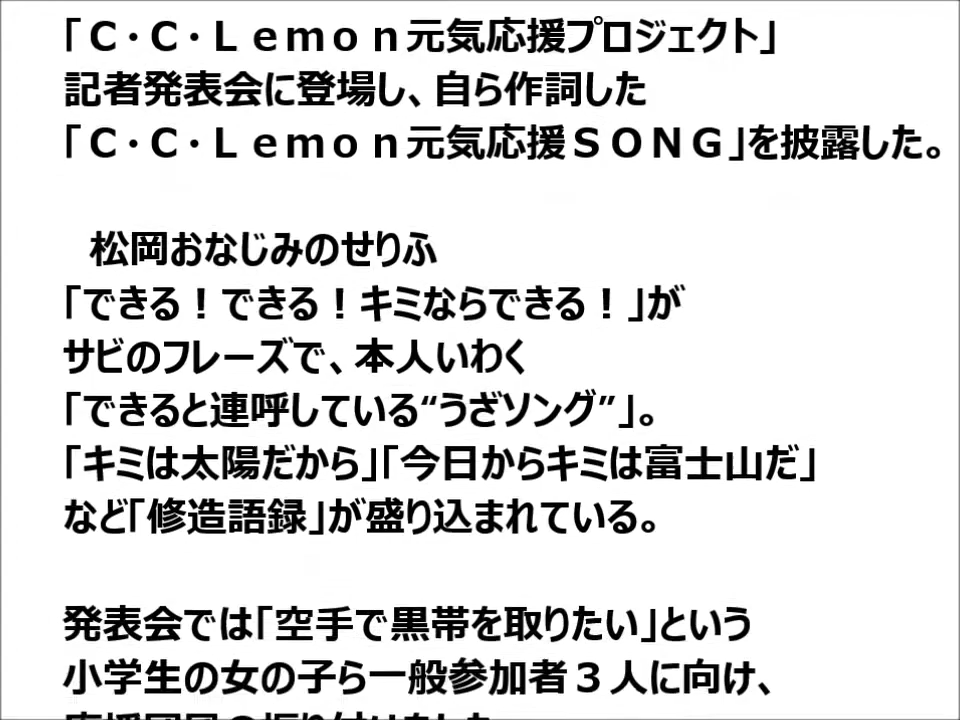 「Ｃ・Ｃ・Ｌｅｍｏｎ元気応援プロジェクト」
記者発表会に登場し、自ら作詞した
「Ｃ・Ｃ・Ｌｅｍｏｎ元気応援ＳＯＮＧ」を披露した。
松岡おなじみのせりふ
「できる！できる！キミならできる！」が
サビのフレーズで、本人いわく
「できると連呼している“うざソング”」。
「キミは太陽だから」「今日からキミは富士山だ」
など「修造語録」が盛り込まれている。
発表会では「空手で黒帯を取りたい」という
小学生の女の子ら一般参加者３人に向け、